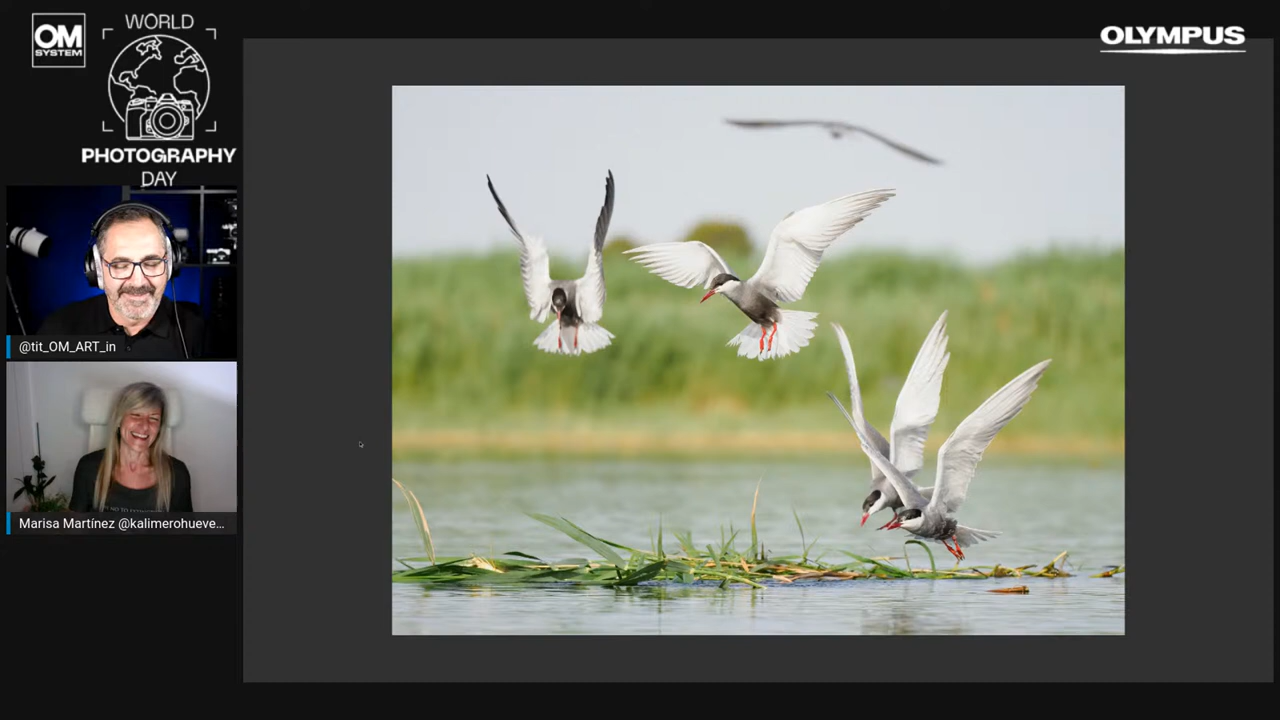 OM
SYSTEM
WORLD
PHOTOGRAPHY
DAY
OLYMPUS
@tit_OM_ART_in
Marisa Martínez @kalimerohueve...